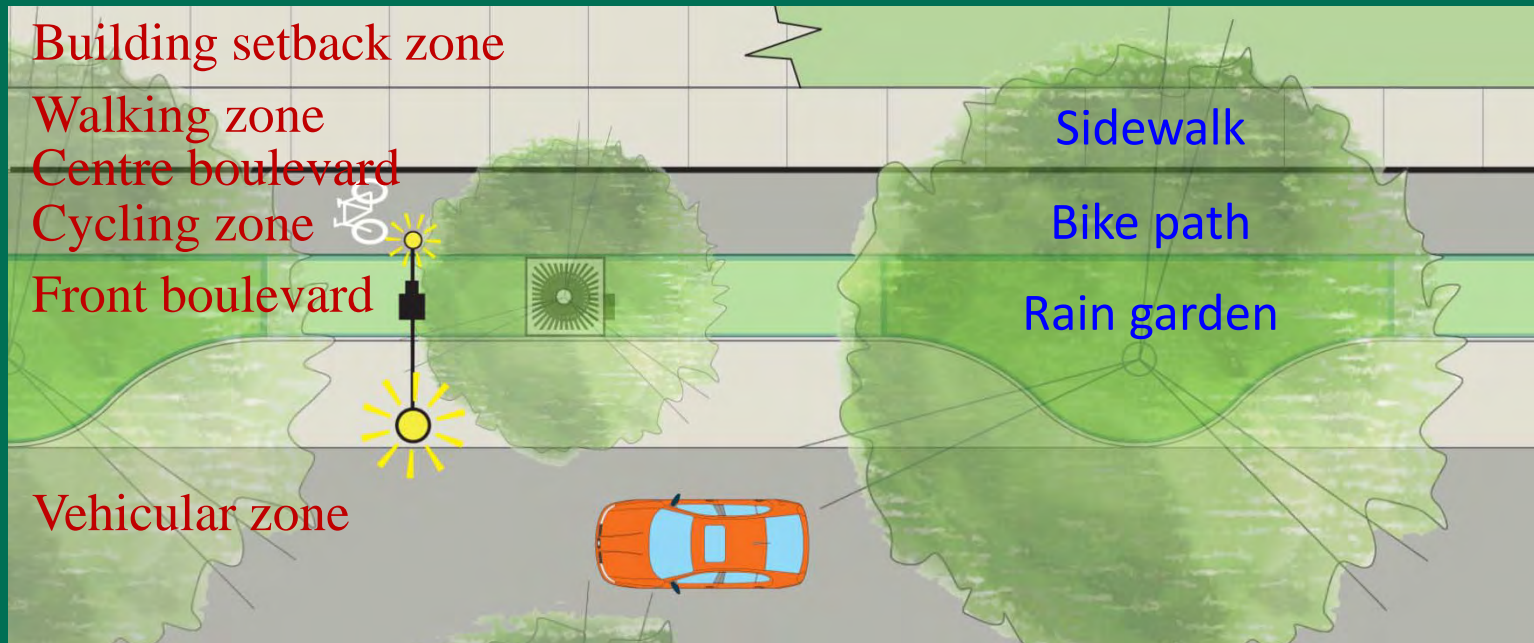 Building setback zone
Walking zone
Sidewalk
Centre boulevard
Cycling zone
Bike path
Front boulevard
Rain garden
Vehicular zone